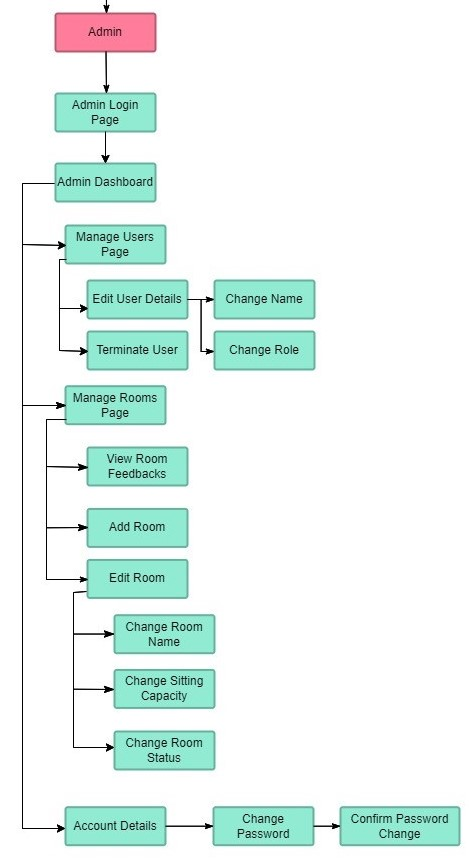 Admin
Admin Login
Page
Admin Dashboard
Manage Users
Page
Edit User Details
Change Name
Terminate User
Change Role
Manage Rooms
Page
View Room
Feedbacks
Add Room
Edit Room
Change Room
Name
Change Sitting
Capacity
Change Room
Status
Account Details
Change
Password
Confirm Password
Change